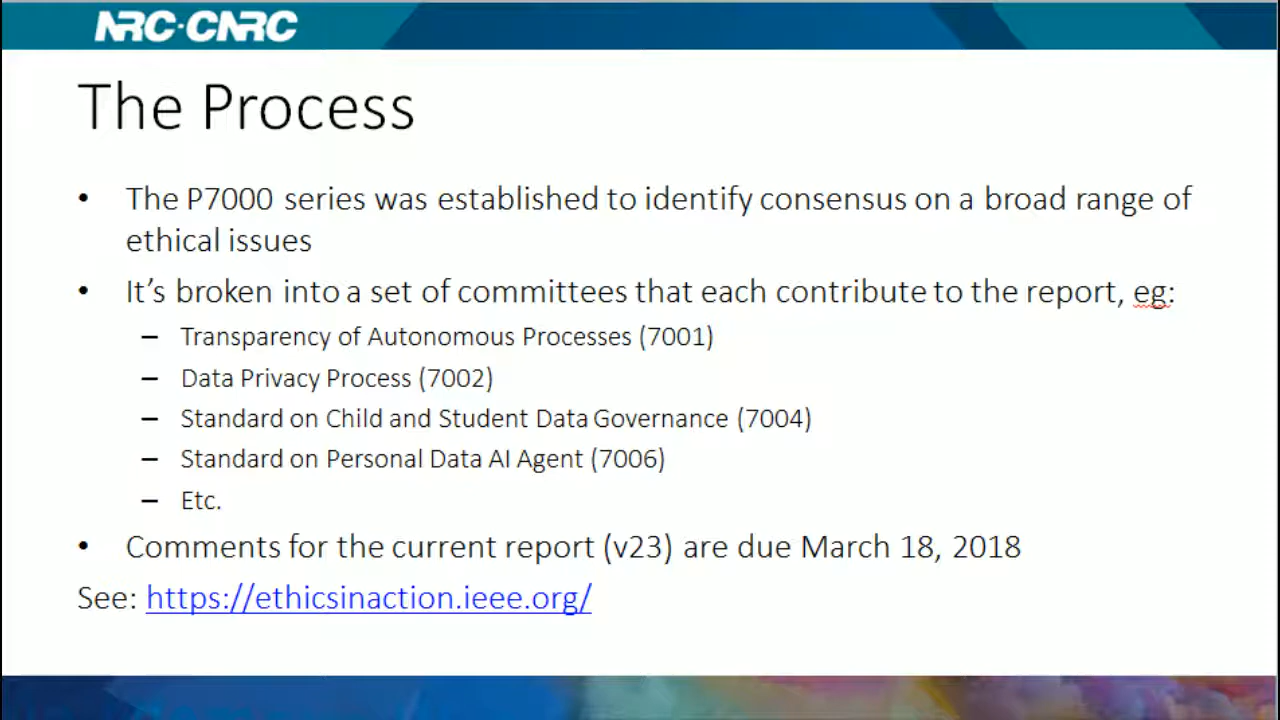 NRC·CNRC
The Process
• The P7000 series was established to identify consensus on a broad range of
ethical issues
• It’s broken into a set of committees that each contribute to the report, eg:
– Transparency of Autonomous Processes (7001)
– Data Privacy Process (7002)
– Standard on Child and Student Data Governance (7004)
– Standard on Personal Data AI Agent (7006)
– Etc.
• Comments for the current report (v23) are due March 18, 2018
See: https://ethicsinaction.ieee.org/